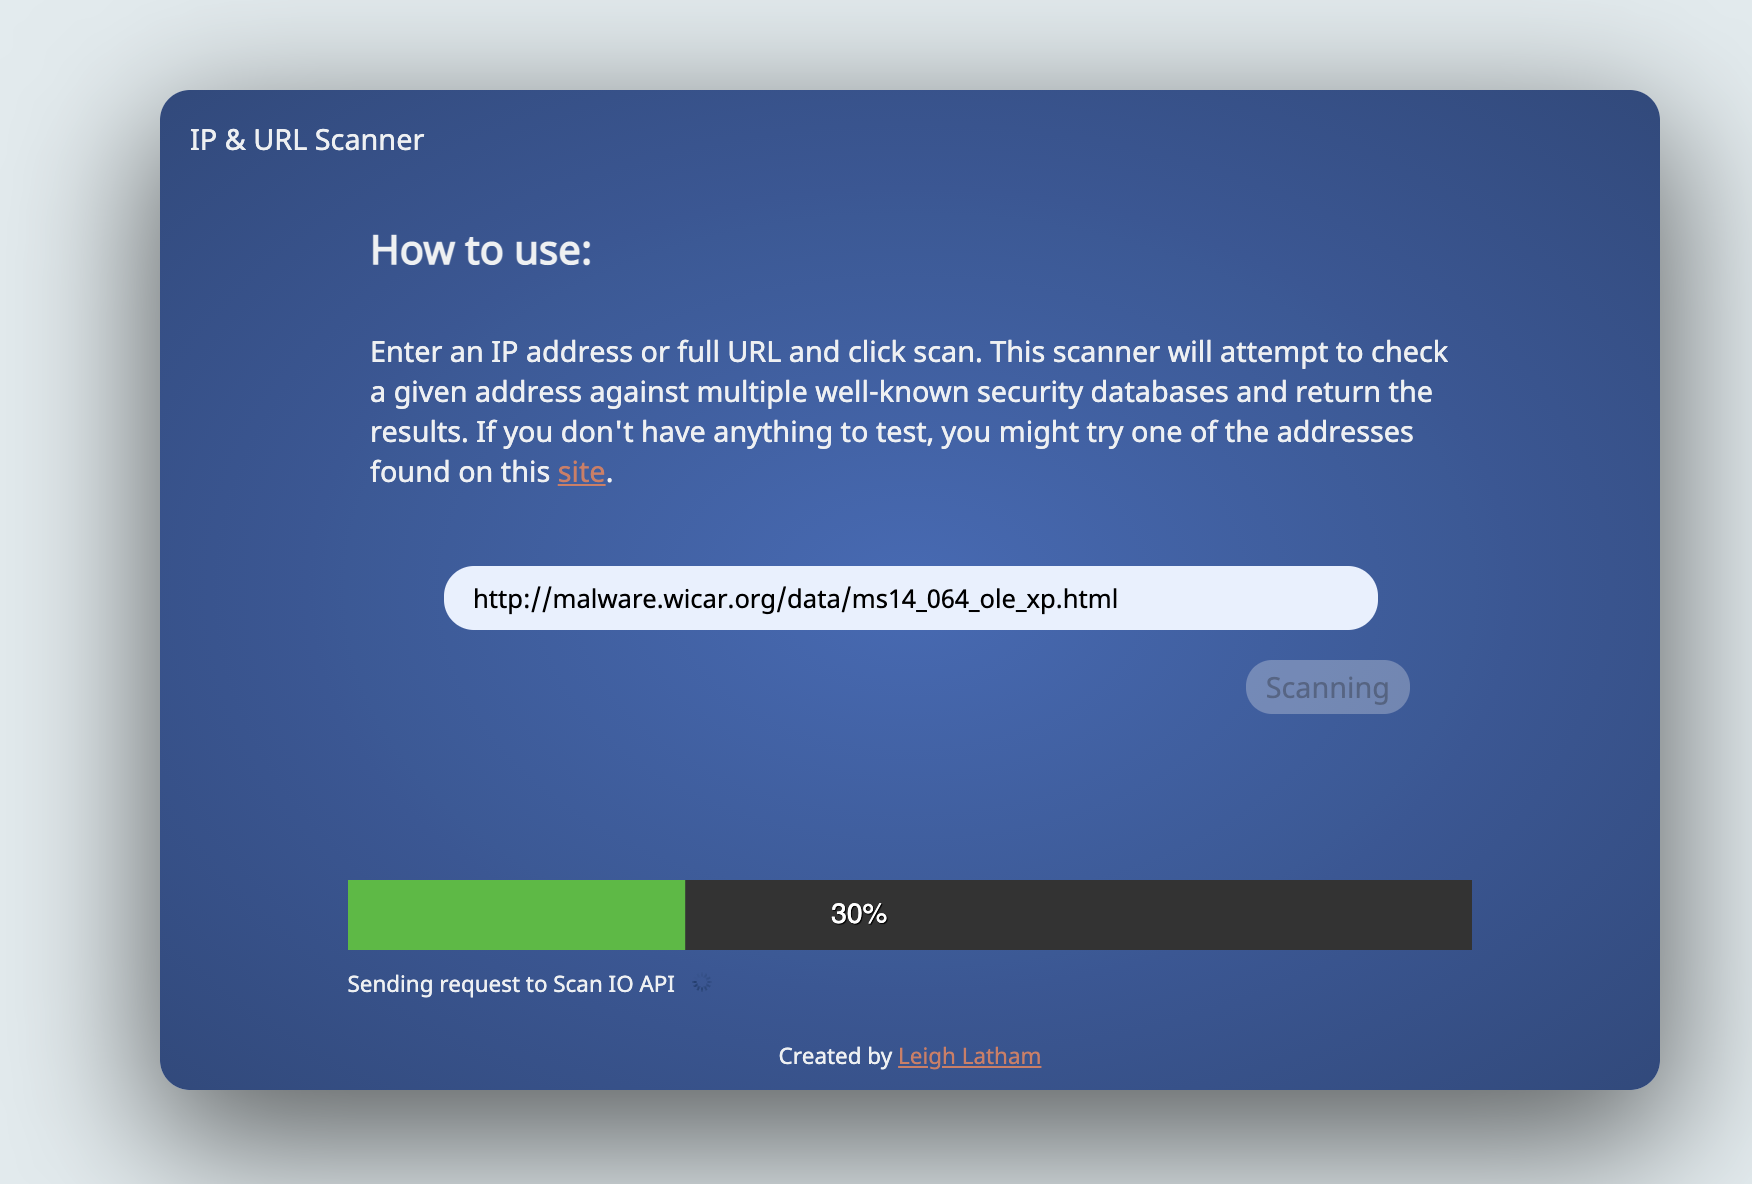 IP & URL Scanner
How to use:
Enter an IP address or full URL and click scan. This scanner will attempt to check
a given address against multiple well-known security databases and return the
results. If you don't have anything to test, you might try one of the addresses
found on this site.
http://malware.wicar.org/data/ms14_064_ole_xp.html
Scanning
30%
Sending request to Scan IO API
Created by Leigh Latham